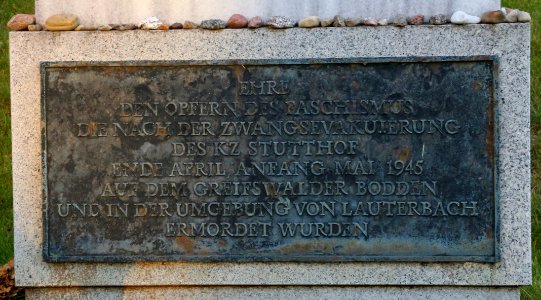 EHRE
DEN OPFERN DES FASCHISMUS
DIE NACH DER ZWANGSEVAKUIERUNG
DES KZ STUTTHOF
ENDE APRIL ANFANG MAI 1945
AUF DEM GREIFSWALDER BODDEN
UND IN DER UMGEBUNG VON LAUTERBACH
ERMORDET WURDEN